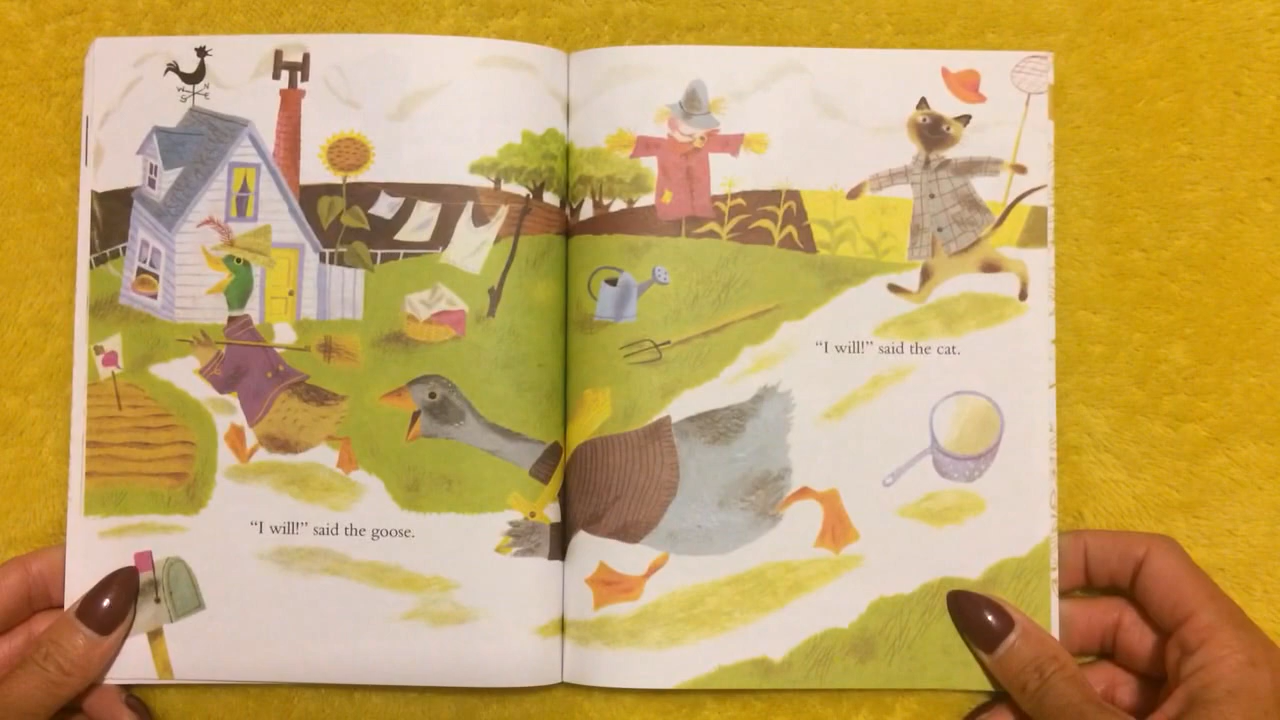 W N
S E
“I will!” said the goose.
“I will!” said the cat.